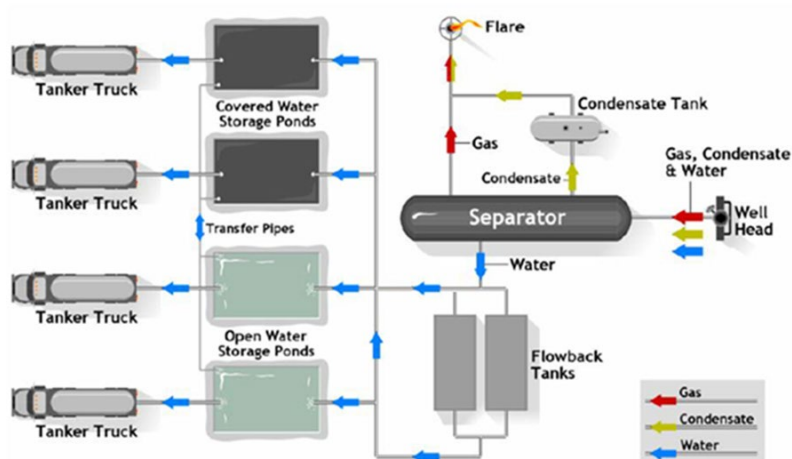 Flare
Tanker Truck
Covered Water
Storage Ponds
Condensate Tank
Gas
Gas, Condensate
& Water
Condensate
Tanker Truck
Separator
Well
Head
Transfer Pipes
Water
Tanker Truck
Open Water
Storage Ponds
Flowback
Tanks
Tanker Truck
Gas
Condensate
Water